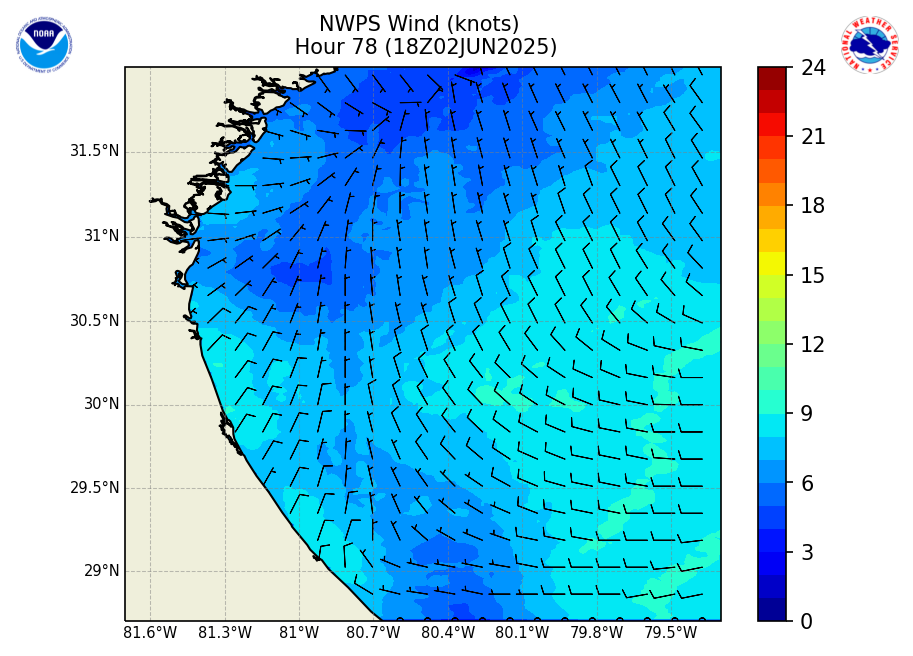 NWPS Wind (knots)
Hour 78 (18Z02JUN2025)
NOAA
NATIONAL WEATHER SERVICE
24
21
18
15
12
9
6
3
0
31.5°N
31°N
30.5°N
30°N
29.5°N
29°N
81.6°W 81.3°W 81°W 80.7°W 80.4°W 80.1°W 79.8°W 79.5°W